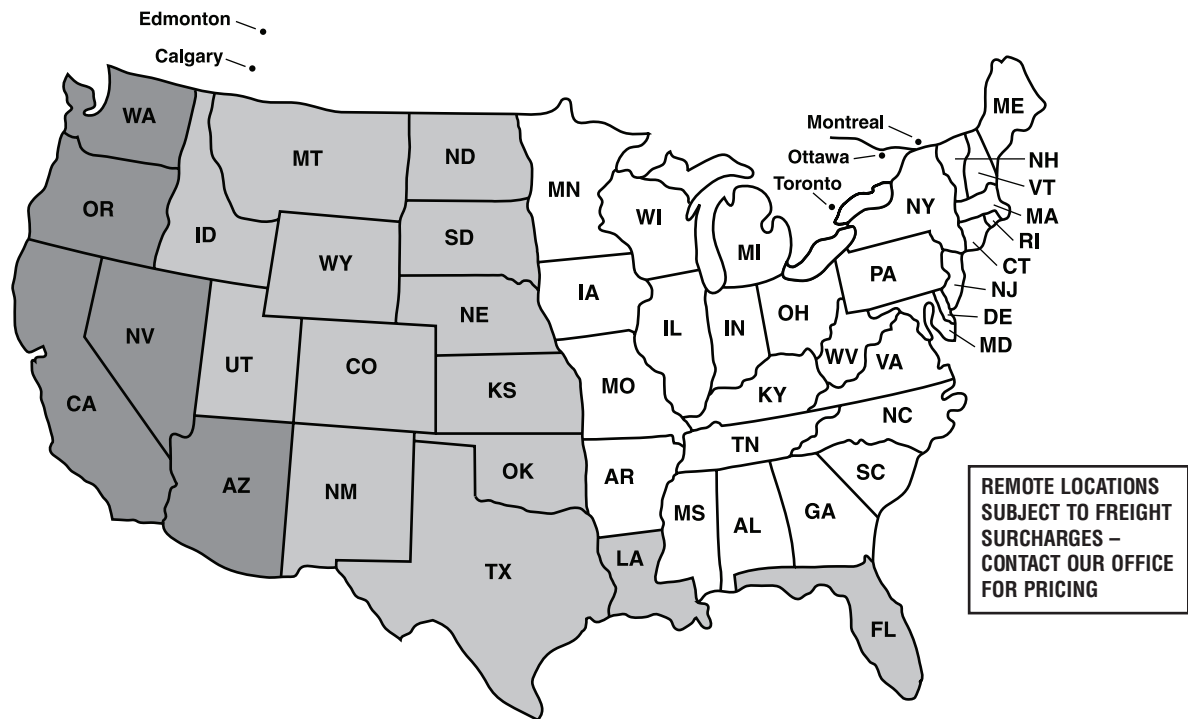 Edmonton
Calgary
WA
MT
ND
MN
ME
Montreal
Ottawa
Toronto
NH
VT
MA
RI
CT
NJ
DE
MD
OR
ID
WY
SD
WI
MI
NY
PA
IA
NE
NV
UT
CO
IL
IN
OH
WV
VA
CA
KS
MO
KY
NC
TN
AZ
NM
OK
AR
SC
MS
AL
GA
TX
LA
FL
REMOTE LOCATIONS
SUBJECT TO FREIGHT
SURCHARGES –
CONTACT OUR OFFICE
FOR PRICING